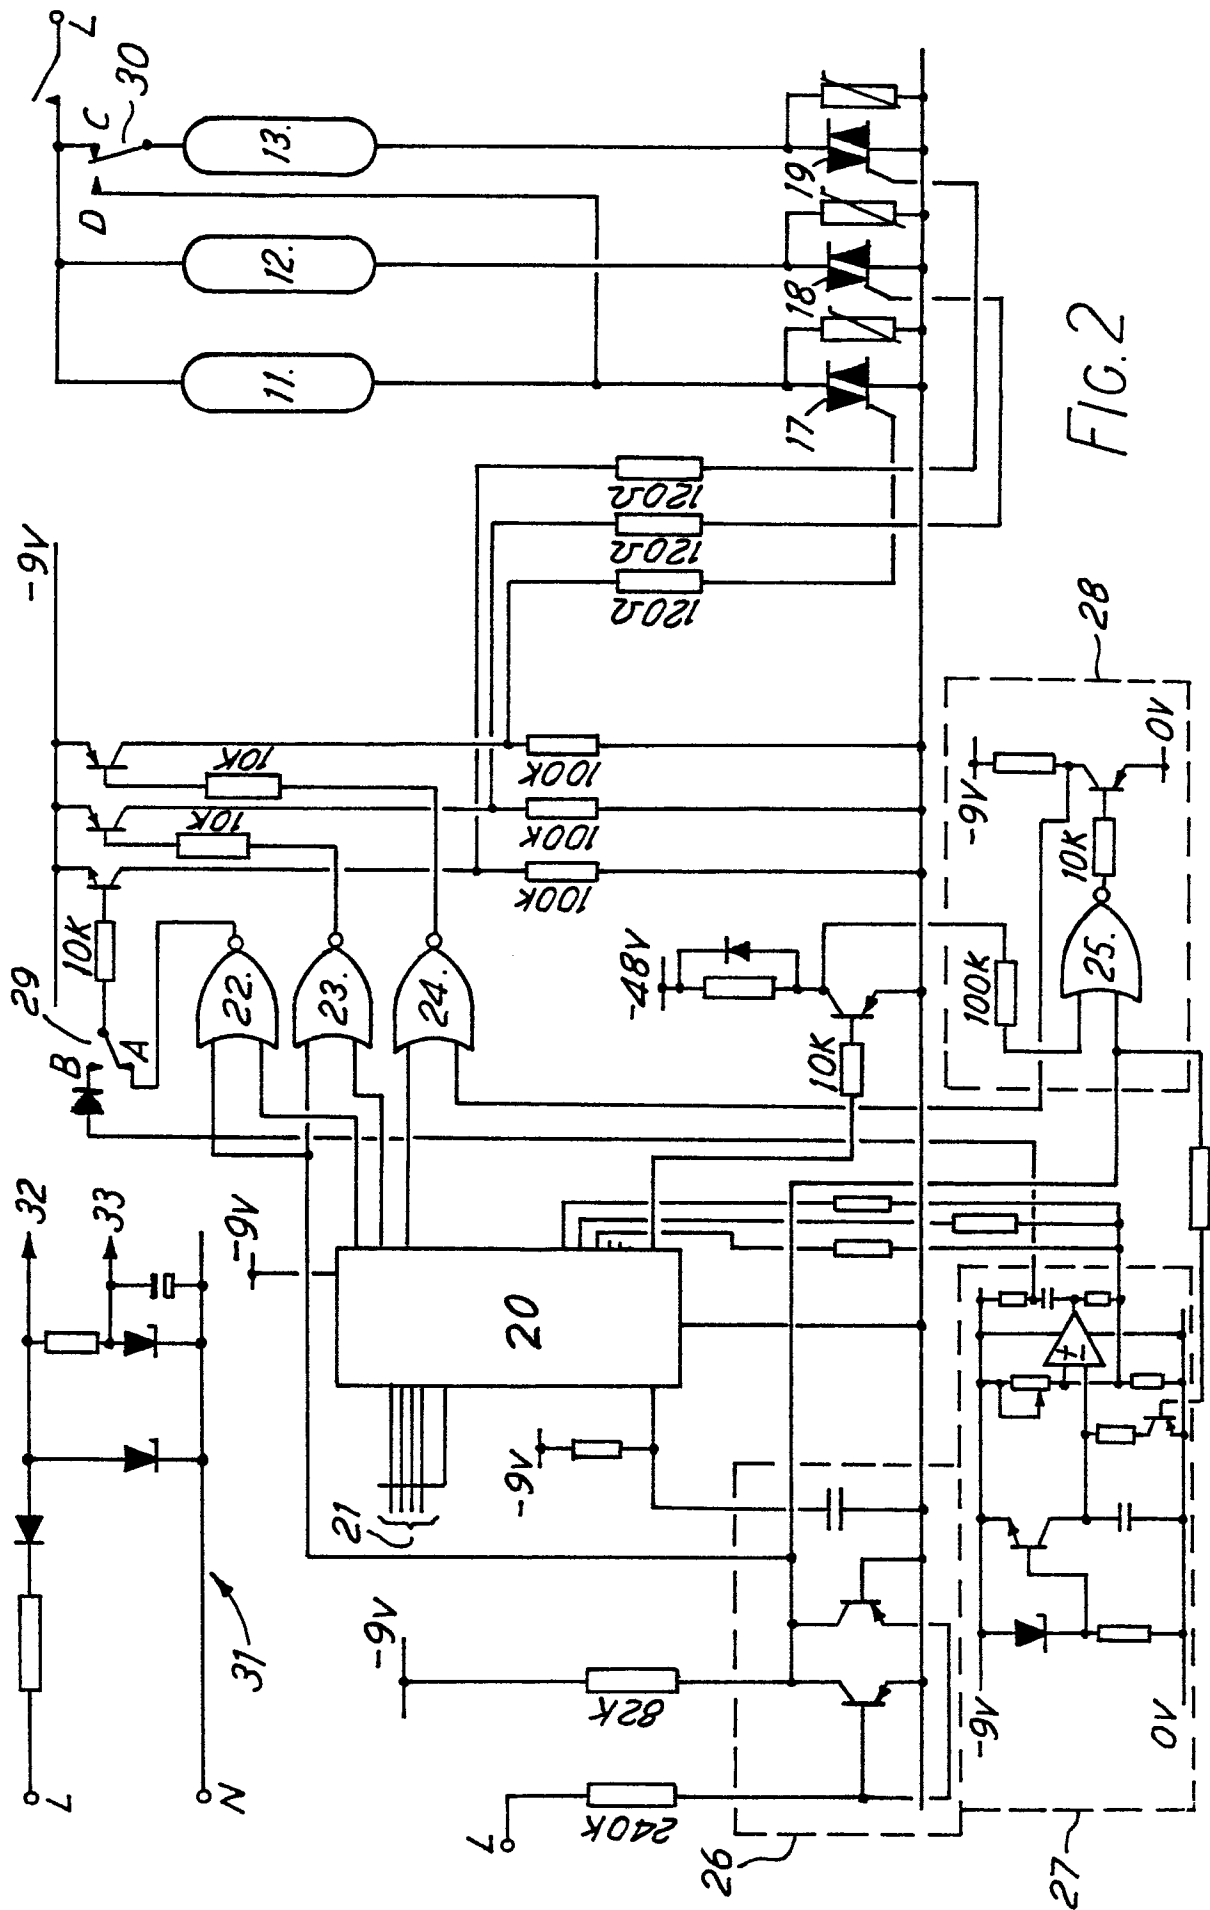 L
32
33
N
31
-9V
29
B
A
10K
10K
10K
22.
23.
24.
20
21
-9V
-9V
-9V
L
240K
82K
26
-48V
10K
100K
100K
100K
100K
120Ω
120Ω
120Ω
L
C
D
30
11.
12.
13.
17
18
19
25.
10K
-9V
0V
28
-9V
0V
+
-
27
FIG. 2